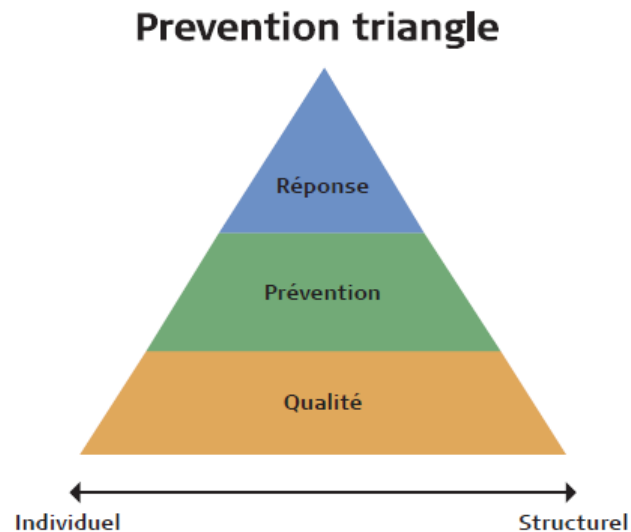 Prevention triangle
Réponse
Prévention
Qualité
Individuel
Structurel